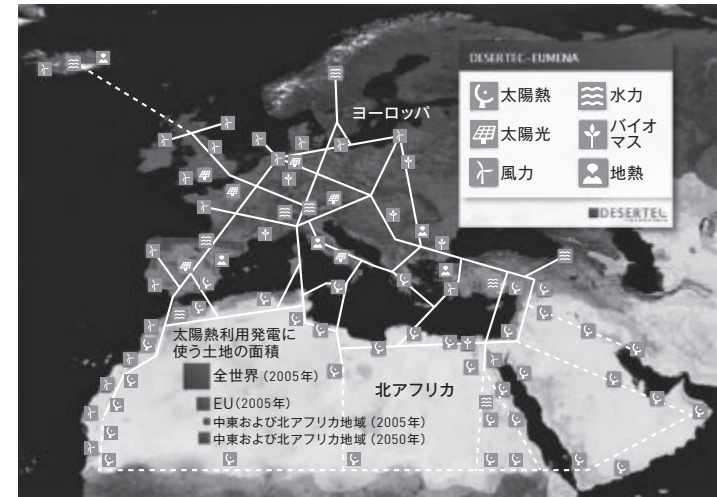 DESERTEC-EUMENA
太陽熱
水力
太陽光
バイオ
マス
風力
地熱
DESERTEC
ヨーロッパ
太陽熱利用発電に
使う土地の面積
全世界(2005年)
EU(2005年)
中東および北アフリカ地域(2005年)
中東および北アフリカ地域(2050年)
北アフリカ